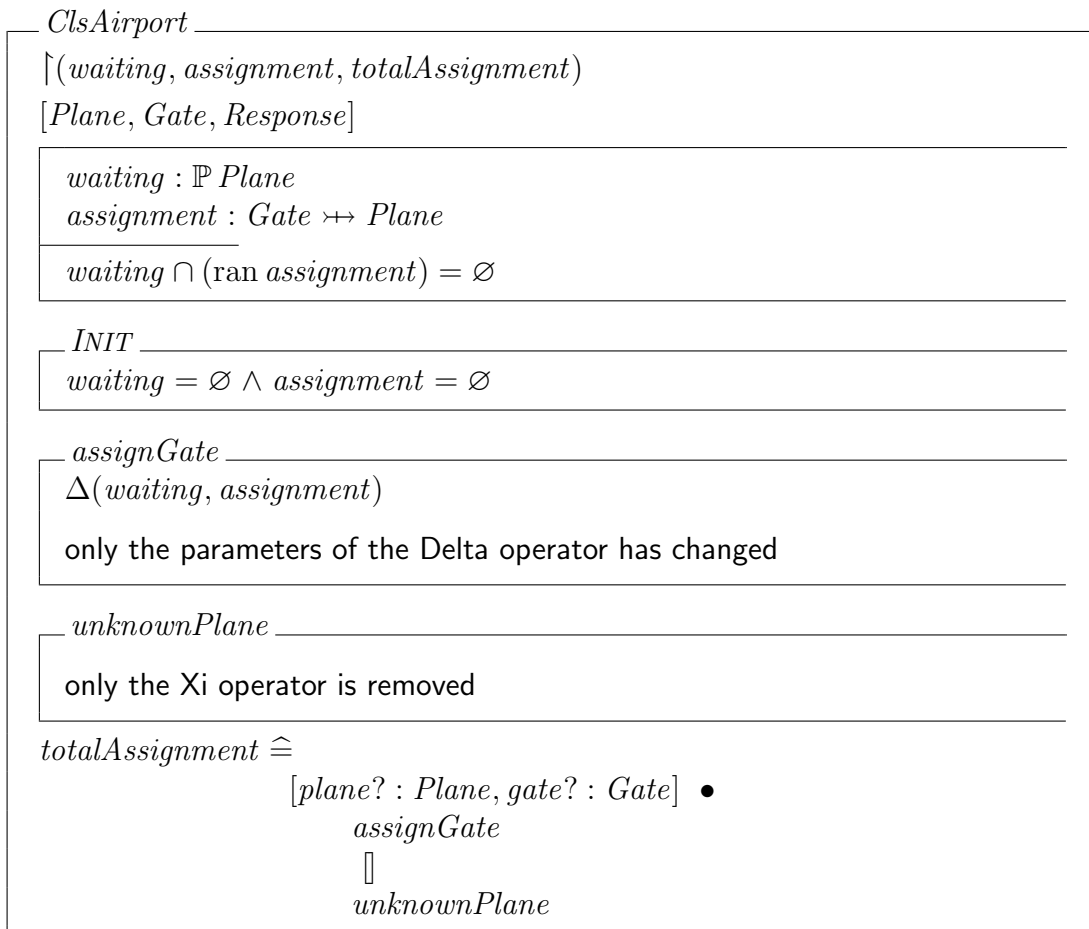 ClsAirport
↾(waiting, assignment, totalAssignment)
[Plane, Gate, Response]
waiting : ℙ Plane
assignment : Gate ⤔ Plane
waiting ∩ (ran assignment) = ∅
INIT
waiting = ∅ ∧ assignment = ∅
assignGate
Δ(waiting, assignment)
only the parameters of the Delta operator has changed
unknownPlane
only the Xi operator is removed
totalAssignment ≙
[plane? : Plane, gate? : Gate] •
assignGate
[]
unknownPlane